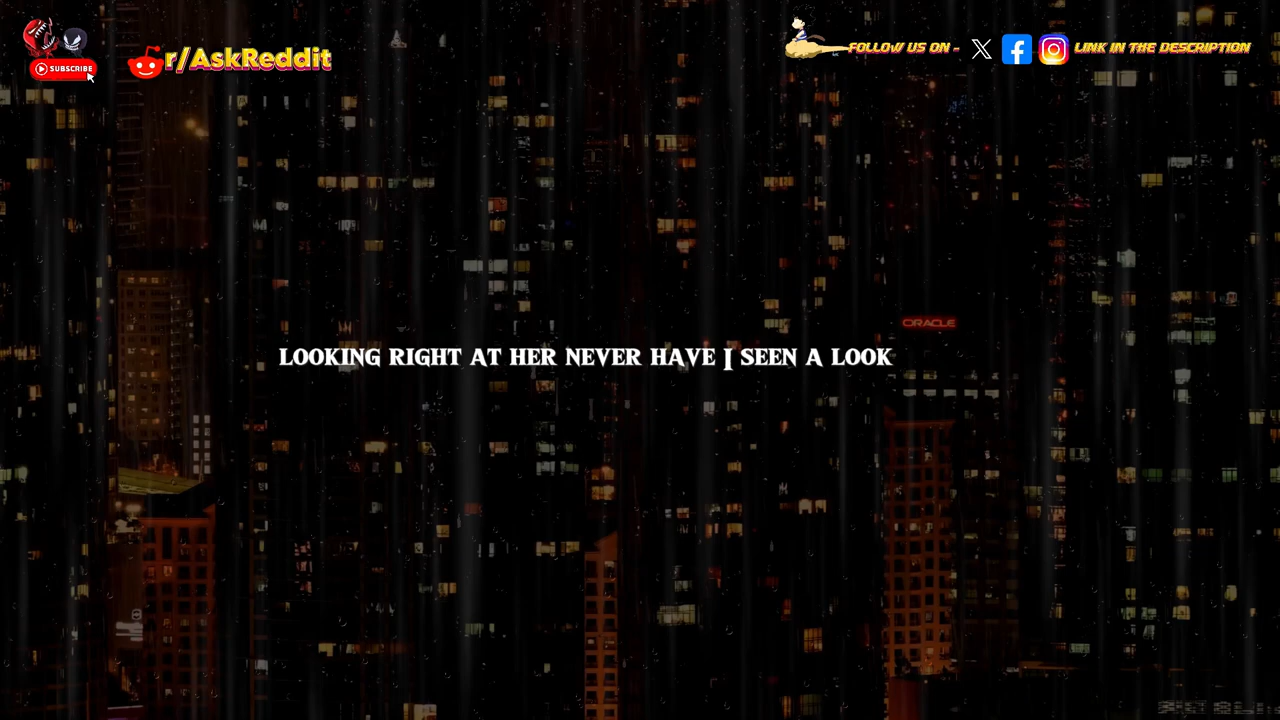 SUBSCRIBE
r/AskReddit
FOLLOW US ON -
LINK IN THE DESCRIPTION
ORACLE
LOOKING RIGHT AT HER NEVER HAVE I SEEN A LOOK